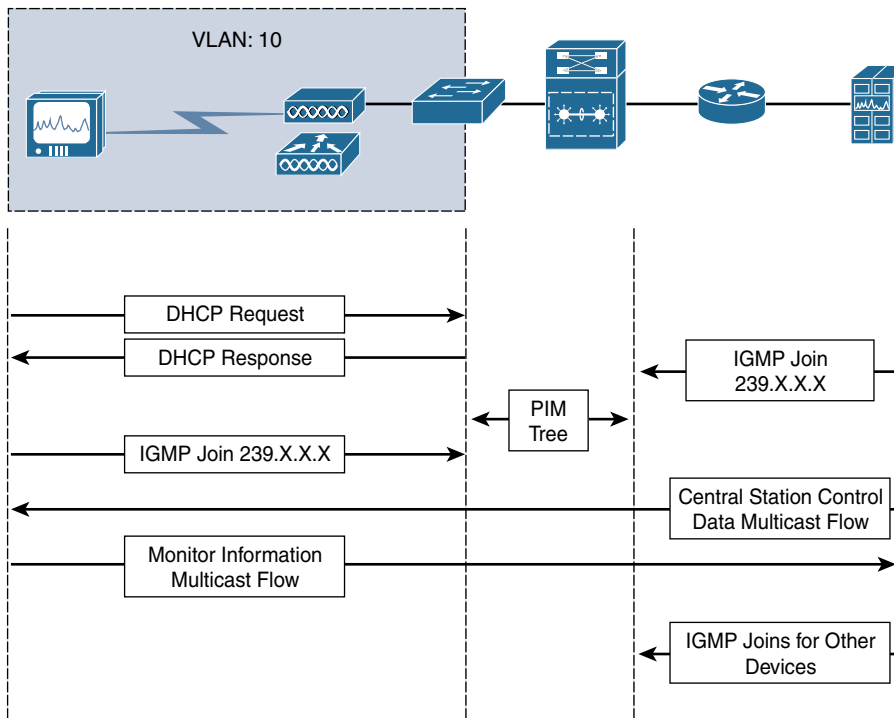 VLAN: 10
DHCP Request
DHCP Response
IGMP Join
239.X.X.X
PIM
Tree
IGMP Join 239.X.X.X
Central Station Control
Data Multicast Flow
Monitor Information
Multicast Flow
IGMP Joins for Other
Devices